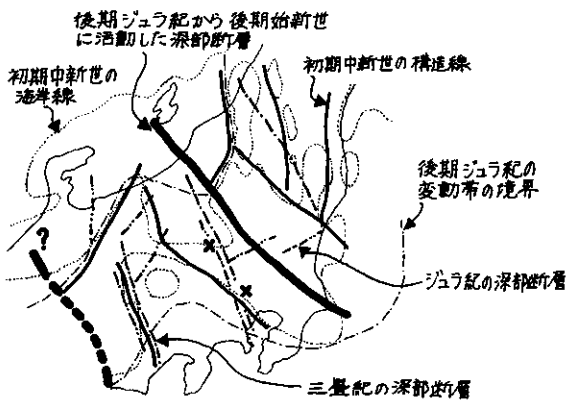 後期ジュラ紀から後期始新世
に活動した深部断層
初期中新世の
海岸線
初期中新世の構造線
後期ジュラ紀の
変動帯の境界
?
ジュラ紀の深部断層
三畳紀の深部断層